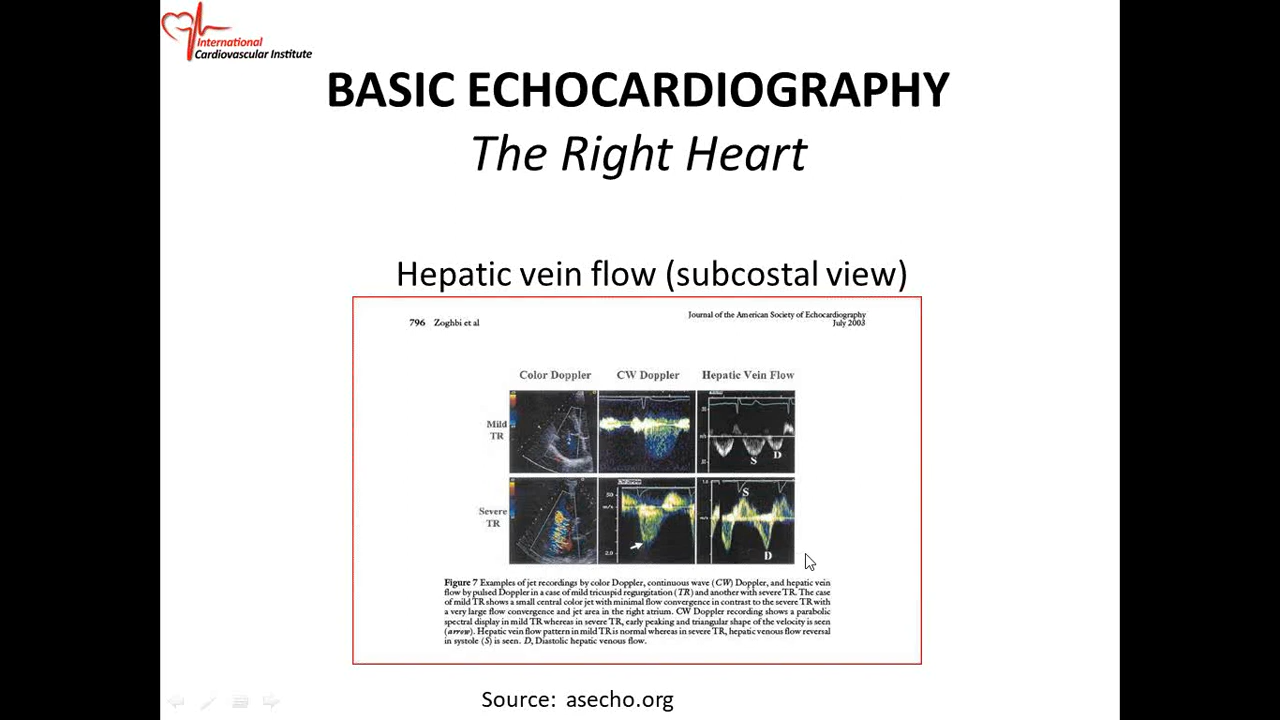 International
Cardiovascular Institute
BASIC ECHOCARDIOGRAPHY
The Right Heart
Hepatic vein flow (subcostal view)
796 Zoghbi et al
Journal of the American Society of Echocardiography
July 2003
Color Doppler CW Doppler Hepatic Vein Flow
Mild
TR
S D
Severe
TR
S
D
Figure 7 Examples of jet recordings by color Doppler, continuous wave (CW) Doppler, and hepatic vein
flow by pulsed Doppler in a case of mild tricuspid regurgitation (TR) and another with severe TR. The case
of mild TR shows a small central color jet with minimal flow convergence in contrast to the severe TR with
a very large flow convergence and jet area in the right atrium. CW Doppler recording shows a parabolic
spectral display in mild TR whereas in severe TR, early peaking and triangular shape of the velocity is seen
(arrow). Hepatic vein flow pattern in mild TR is normal whereas in severe TR, hepatic venous flow reversal
in systole (S) is seen. D, Diastolic hepatic venous flow.
Source: asecho.org